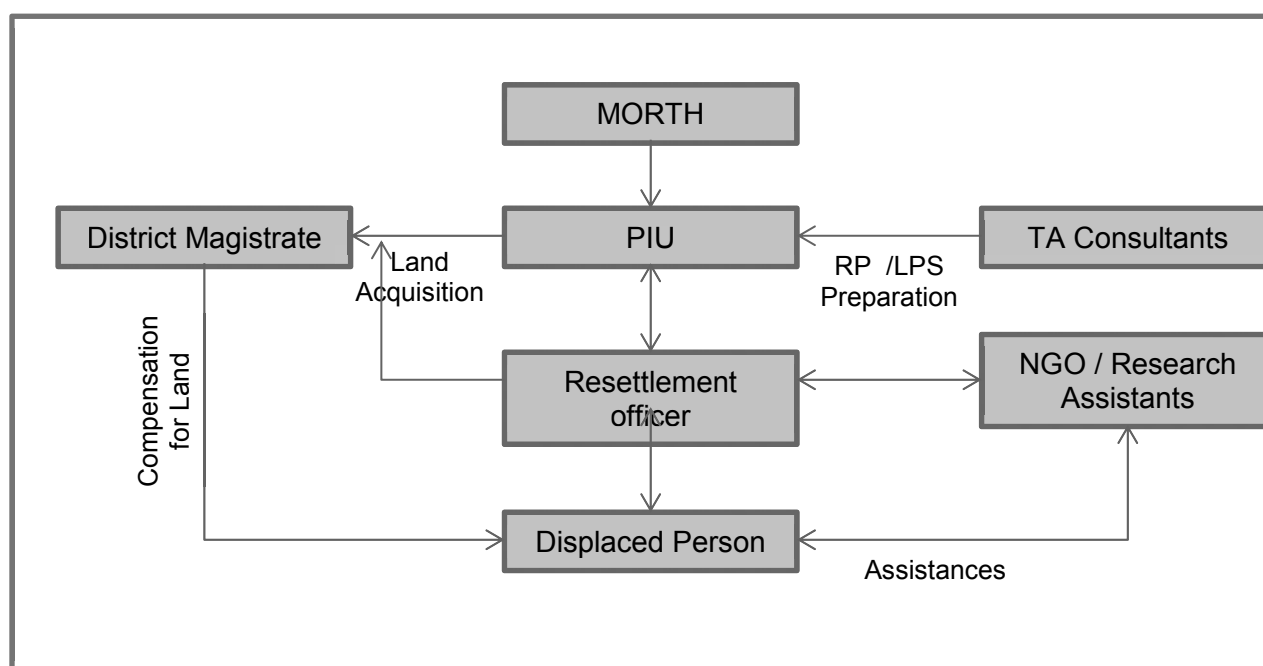 MORTH
District Magistrate
PIU
TA Consultants
Land
Acquisition
RP /LPS
Preparation
Compensation
for Land
Resettlement
officer
NGO / Research
Assistants
Displaced Person
Assistances